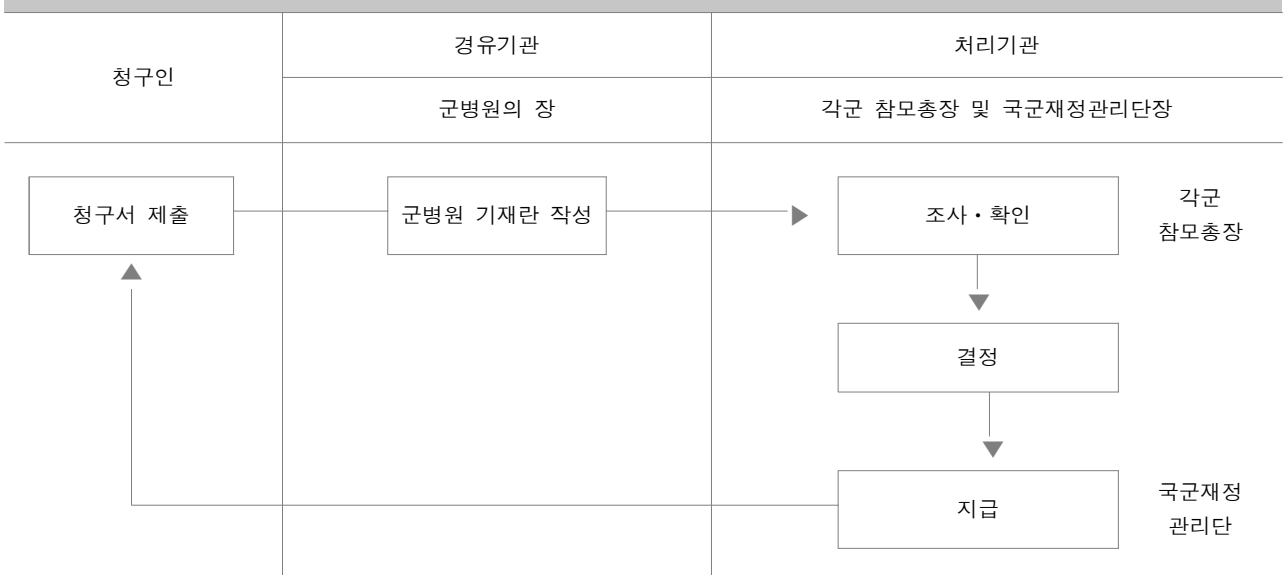 청구인
경유기관
처리기관
군병원의 장
각군 참모총장 및 국군재정관리단장
청구서 제출
군병원 기재란 작성
조사•확인
각군
참모총장
결정
지급
국군재정
관리단